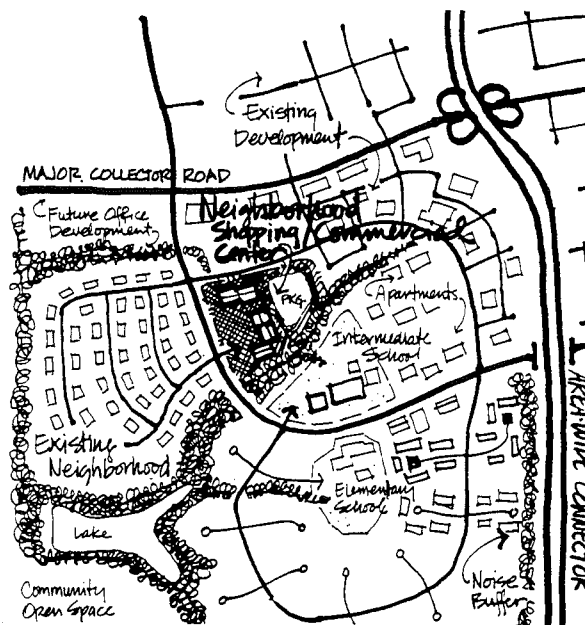 Existing
Development
MAJOR COLLECTOR ROAD
Future Office
Development
Neighborhood
Shopping/Commercial
Center
PKG.
Apartments
Intermediate
School
Existing
Neighborhood
Elementary
School
Lake
Community
Open Space
Noise
Buffer
AREA-WIDE CONNECTOR